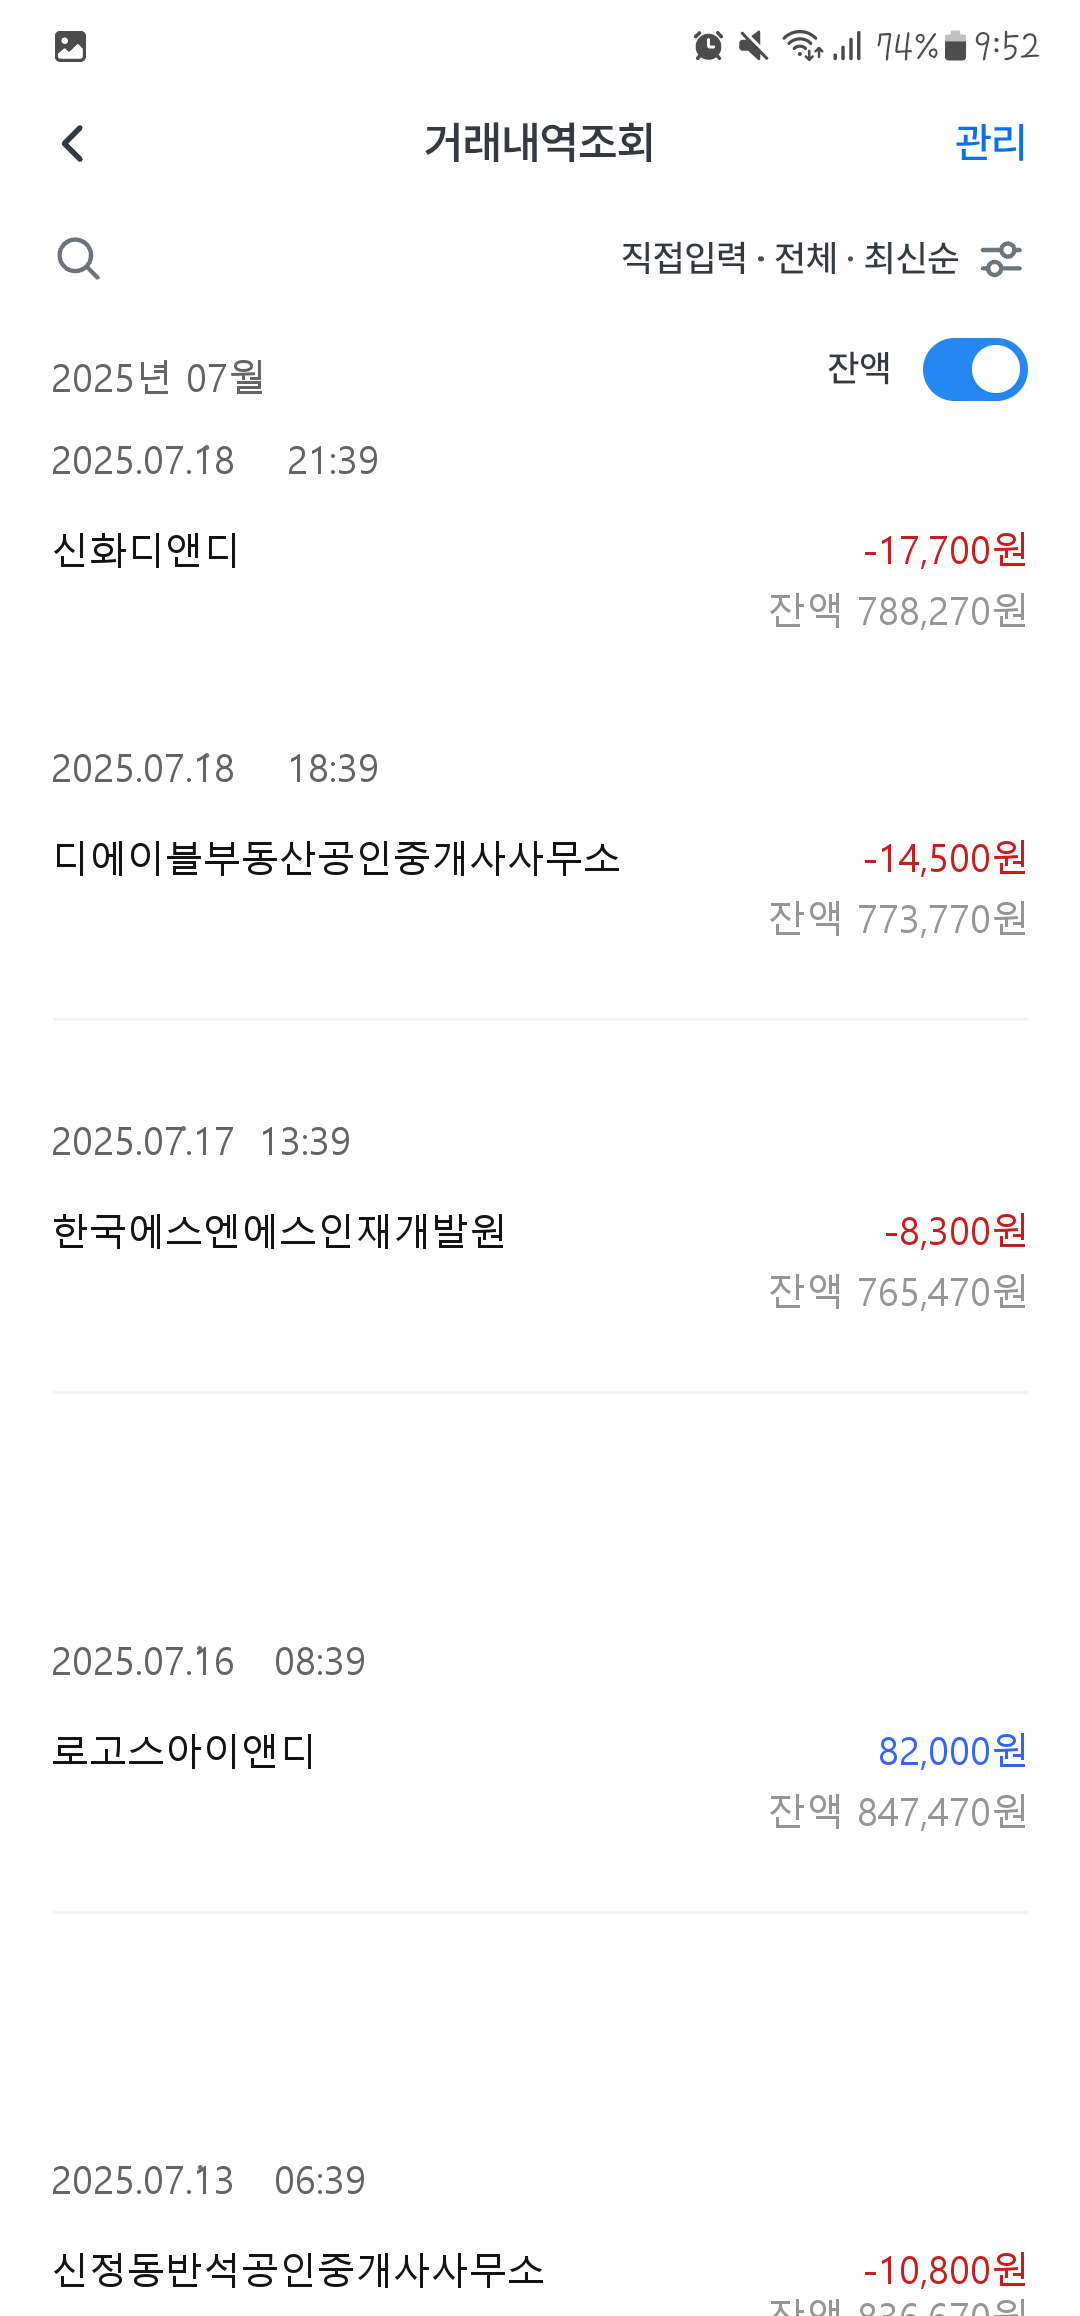 74% 9:52
거래내역조회 관리
직접입력 · 전체 · 최신순
2025년 07월 잔액
2025.07.18 21:39
신화디앤디 -17,700원
잔액 788,270원
2025.07.18 18:39
디에이블부동산공인중개사사무소 -14,500원
잔액 773,770원
2025.07.17 13:39
한국에스엔에스인재개발원 -8,300원
잔액 765,470원
2025.07.16 08:39
로고스아이앤디 82,000원
잔액 847,470원
2025.07.13 06:39
신정동반석공인중개사사무소 -10,800원
잔액 836,670원